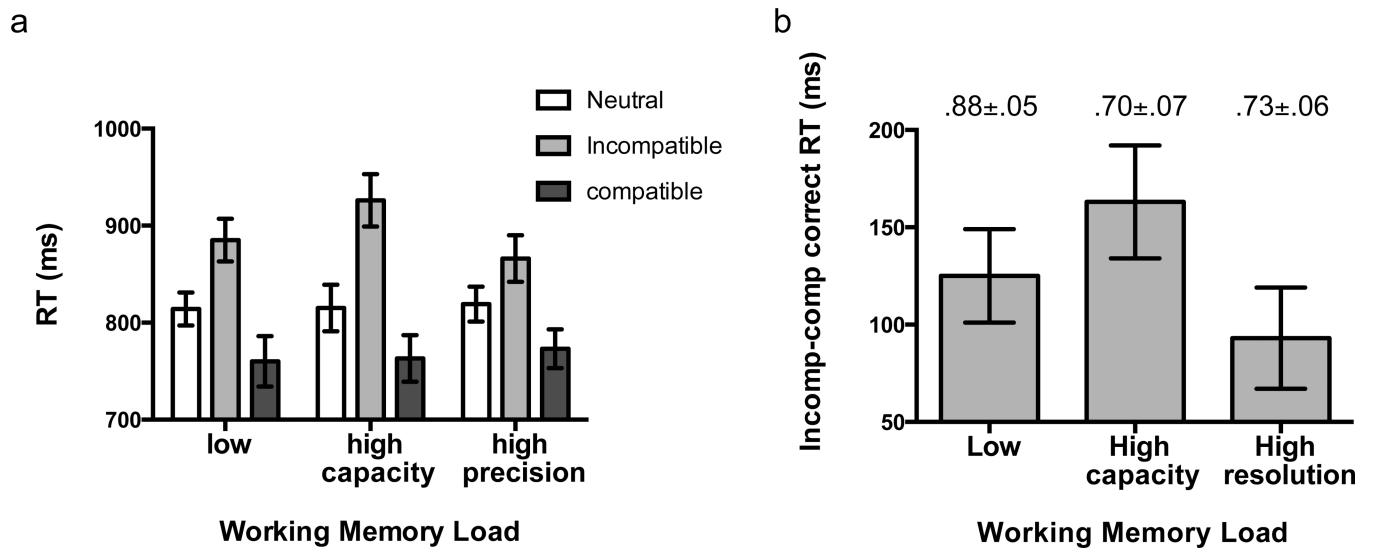 a
Neutral
Incompatible
compatible
1000
900
800
700
RT (ms)
low
high
capacity
high
precision
Working Memory Load
b
.88±.05
.70±.07
.73±.06
200
150
100
50
Incomp-comp correct RT (ms)
Low
High
capacity
High
resolution
Working Memory Load